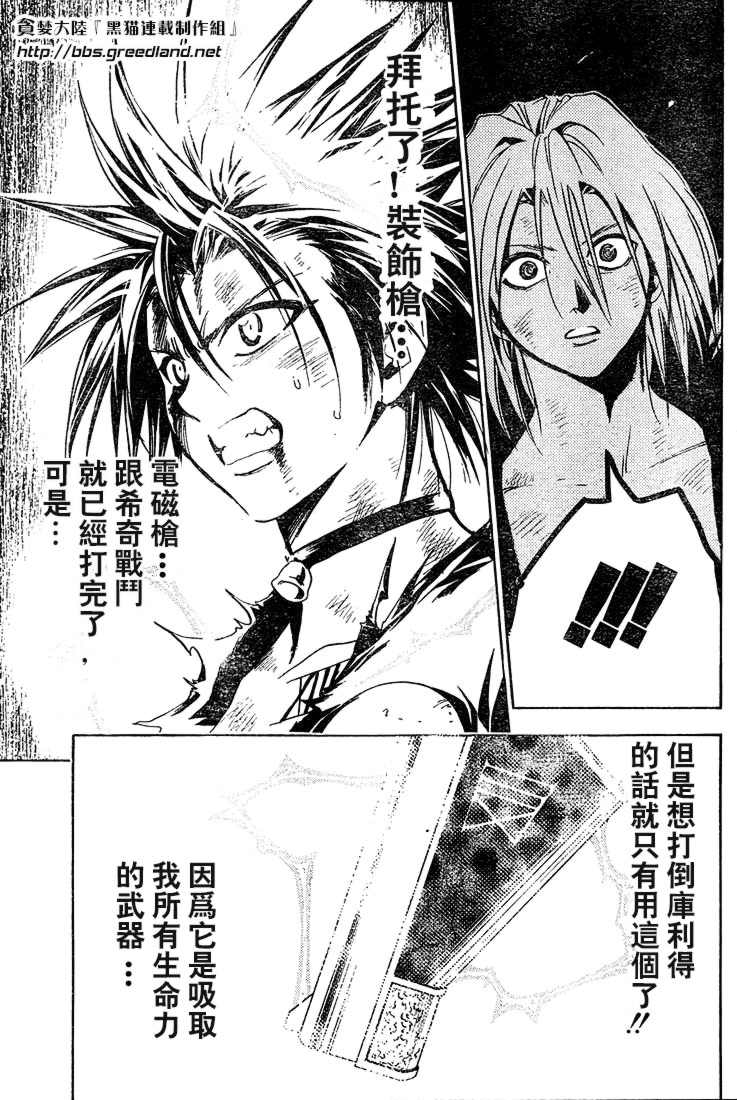 貪婪大陸『黑猫連載制作組』
http://bbs.greedland.net
!!!
拜托了!裝飾槍…
電磁槍…
跟希奇戰鬥
就已經打完了,
可是…
但是想打倒庫利得
的話就只有用這個了!!
因爲它是吸取
我所有生命力
的武器…
XIII